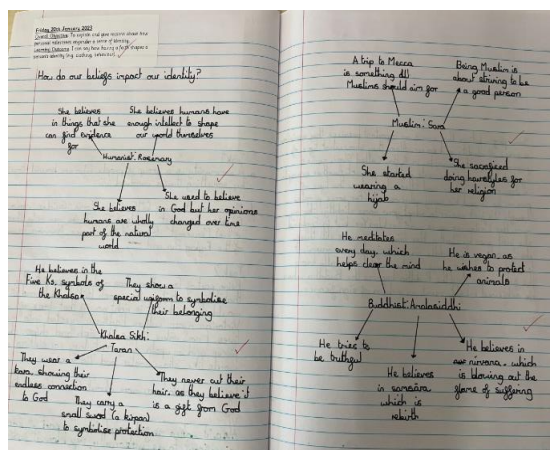 Friday 20th January 2023
How do our beliefs impact our identity?
She believes
in things that she
can find evidence
for
She believes humans have
enough intellect to shape
our world themselves
Humanist: Rosemary
She believes
humans are wholly
part of the natural
world
She used to believe
in God but her opinions
changed over time
He believes in the
Five Ks, symbols of
the Khalsa
They show a
special uniform to symbolise
their belonging
Khalsa Sikh:
Taran
They wear a
kara, showing their
endless connection
to God
They carry a
small sword (a kirpan)
to symbolise protection
They never cut their
hair, as they believe it
is a gift from God
A trip to Mecca
is something all
Muslims should aim for
Being Muslim is
about striving to be
a good person
Muslim: Sara
She started
wearing a
hijab
She sacrificed
doing hairstyles for
her religion
He meditates
every day, which
helps clear the mind
He is vegan, as
he wishes to protect
animals
Buddhist:
He tries to
be truthful
He believes
in samsara
which is
rebirth
He believes in
nirvana, which
is blowing out the
flame of suffering